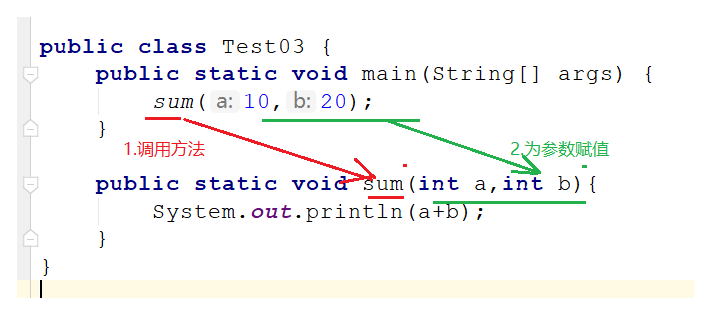 public class Test03 {
public static void main(String[] args) {
sum( a: 10, b: 20);
}
1.调用方法
2.为参数赋值
public static void sum(int a,int b){
System.out.println(a+b);
}
}